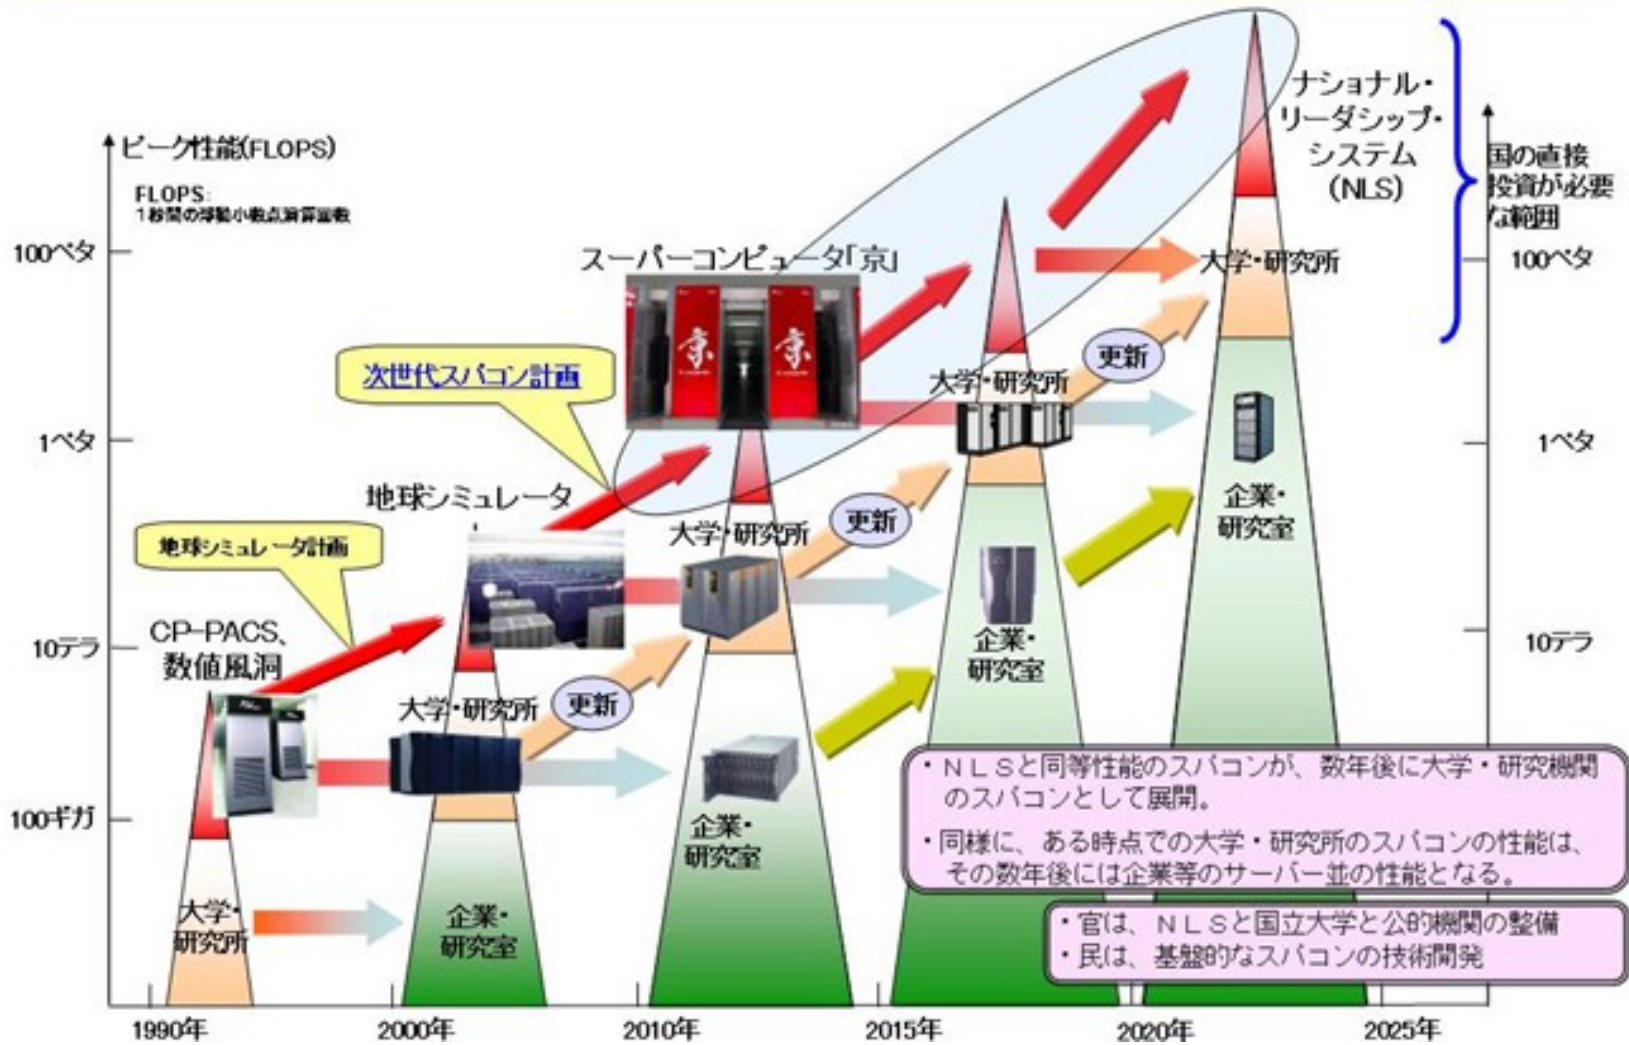 ピーク性能(FLOPS)
FLOPS:
1秒間の浮動小数点演算回数
100ペタ
1ペタ
10テラ
100ギガ
ナショナル・
リーダシップ・
システム
(NLS)
国の直接
投資が必要
な範囲
100ペタ
1ペタ
10テラ
スーパーコンピュータ「京」
京
京
次世代スパコン計画
地球シミュレータ
地球シミュレータ計画
CP-PACS、
数値風洞
大学・研究所
大学・研究所
大学・研究所
大学・研究所
更新
更新
更新
企業・
研究室
企業・
研究室
企業・
研究室
大学・
研究所
企業・
研究室
・NLSと同等性能のスパコンが、数年後に大学・研究機関
のスパコンとして展開。
・同様に、ある時点での大学・研究所のスパコンの性能は、
その数年後には企業等のサーバー並の性能となる。
・官は、NLSと国立大学と公的機関の整備
・民は、基盤的なスパコンの技術開発
1990年
2000年
2010年
2015年
2020年
2025年